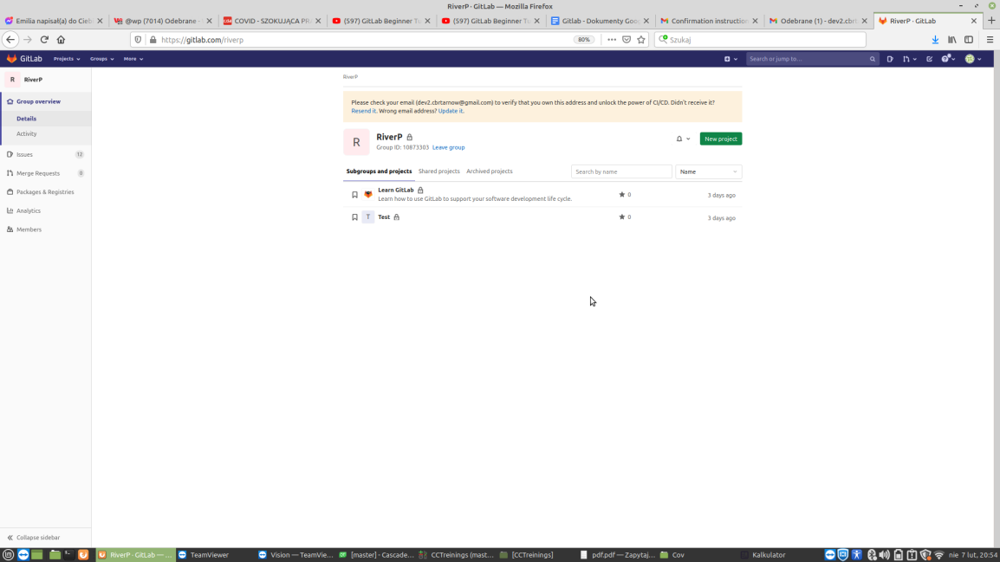 RiverP · GitLab — Mozilla Firefox
Emilia napisał(a) do Cieb
@wp (7014) Odebrane -
COVID - SZOKUJĄCA PRA
(597) GitLab Beginner Tu
(597) GitLab Beginner Tu
Gitlab - Dokumenty Goo
Confirmation instruction
Odebrane (1) - dev2.cbrt
RiverP · GitLab
https://gitlab.com/riverp
80%
Szukaj
GitLab
Projects
Groups
More
Search or jump to...
R
RiverP
Group overview
Details
Activity
Issues
12
Merge Requests
0
Packages & Registries
Analytics
Members
Collapse sidebar
RiverP
Please check your email (dev2.cbrtarnow@gmail.com) to verify that you own this address and unlock the power of CI/CD. Didn't receive it?
Resend it. Wrong email address? Update it.
R
RiverP
Group ID: 10873303 Leave group
New project
Subgroups and projects
Shared projects
Archived projects
Search by name
Name
Learn GitLab
Learn how to use GitLab to support your software development life cycle.
0
3 days ago
T
Test
0
3 days ago
RiverP · GitLab — ...
TeamViewer
Vision — TeamVie...
[master] - Cascade...
CCTreinings (mast...
[CCTreinings]
pdf.pdf — Zapytaj...
Cov
Kalkulator
nie 7 lut, 20:54